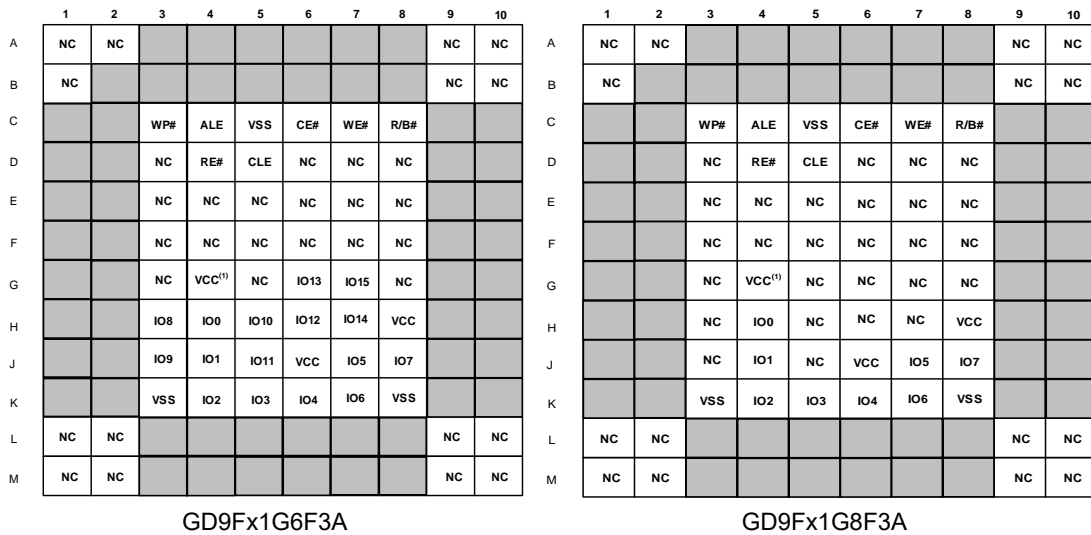 1 2 3 4 5 6 7 8 9 10
A NC NC NC NC
B NC NC NC
C WP# ALE VSS CE# WE# R/B#
D NC RE# CLE NC NC NC
E NC NC NC NC NC NC
F NC NC NC NC NC NC
G NC VCC(1) NC IO13 IO15 NC
H IO8 IO0 IO10 IO12 IO14 VCC
J IO9 IO1 IO11 VCC IO5 IO7
K VSS IO2 IO3 IO4 IO6 VSS
L NC NC NC NC
M NC NC NC NC
GD9Fx1G6F3A
1 2 3 4 5 6 7 8 9 10
A NC NC NC NC
B NC NC NC
C WP# ALE VSS CE# WE# R/B#
D NC RE# CLE NC NC NC
E NC NC NC NC NC NC
F NC NC NC NC NC NC
G NC VCC(1) NC NC NC NC
H NC IO0 NC NC NC VCC
J NC IO1 NC VCC IO5 IO7
K VSS IO2 IO3 IO4 IO6 VSS
L NC NC NC NC
M NC NC NC NC
GD9Fx1G8F3A